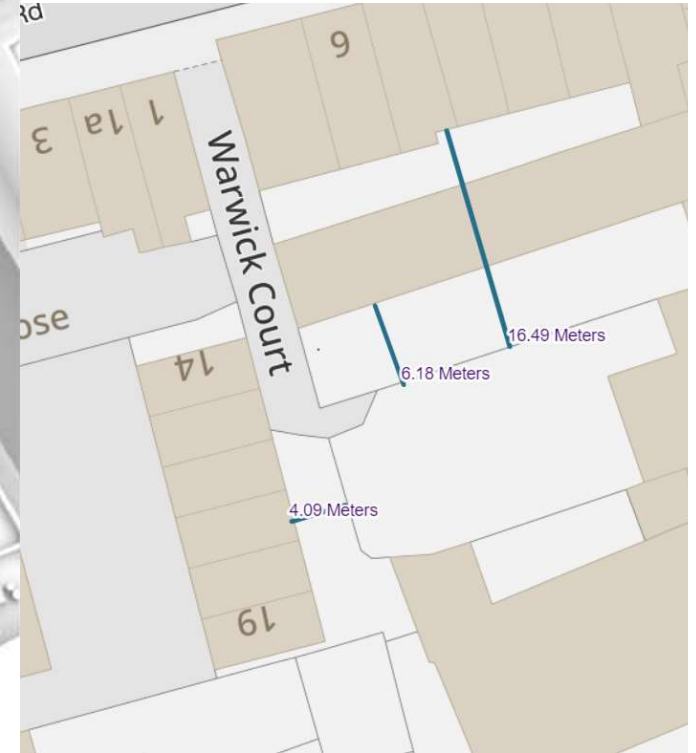 Rd
9
3 1a 1
Warwick Court
ose
14
16.49 Meters
6.18 Meters
4.09 Meters
19